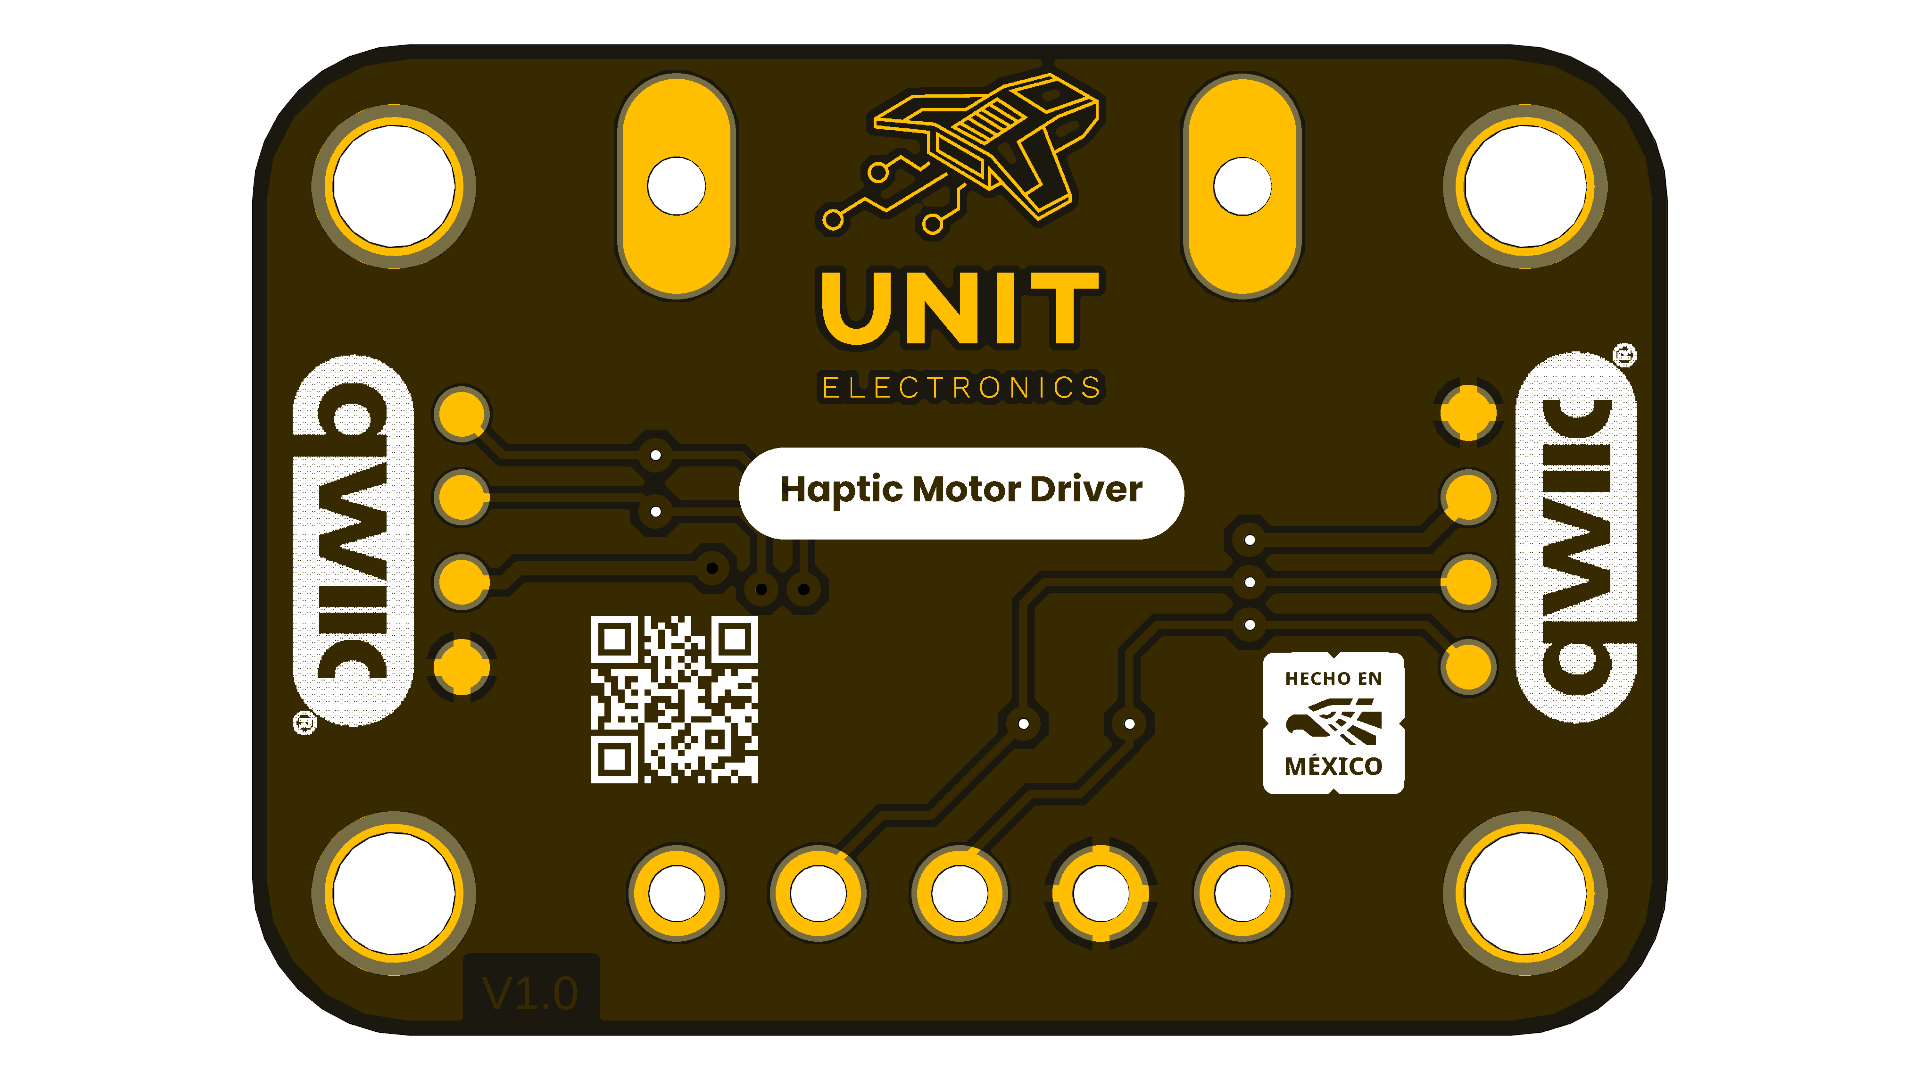 UNIT
ELECTRONICS
qwiic
®
Haptic Motor Driver
qwiic
®
HECHO EN
MÉXICO
V1.0